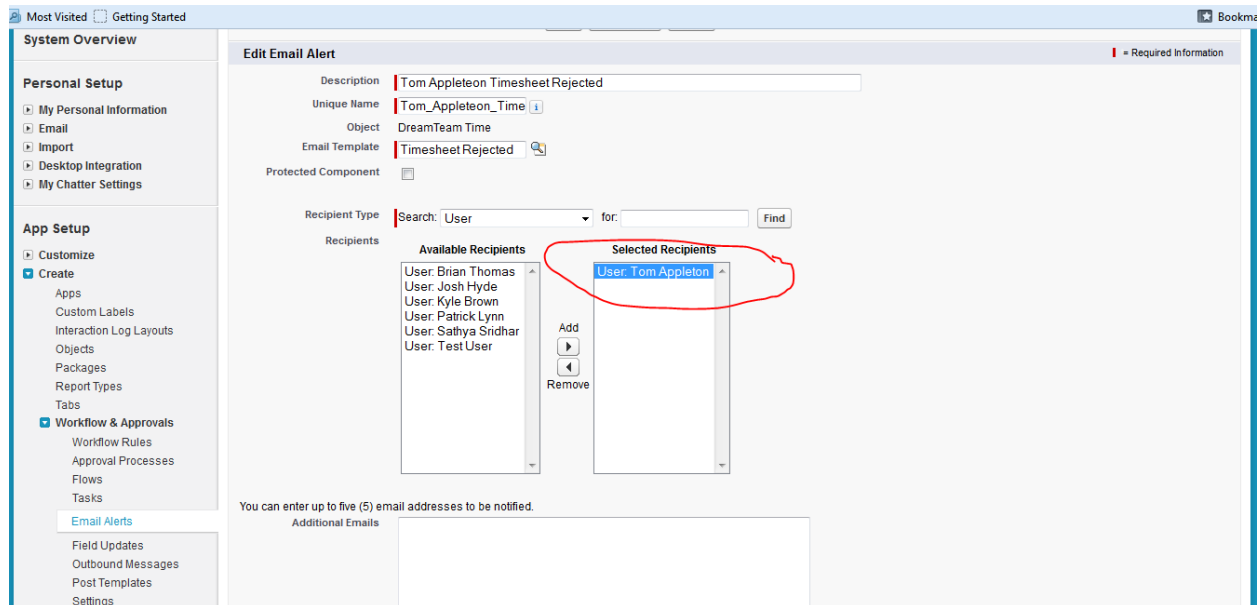 Most Visited Getting Started Bookma
System Overview
Personal Setup
My Personal Information
Email
Import
Desktop Integration
My Chatter Settings
App Setup
Customize
Create
Apps
Custom Labels
Interaction Log Layouts
Objects
Packages
Report Types
Tabs
Workflow & Approvals
Workflow Rules
Approval Processes
Flows
Tasks
Email Alerts
Field Updates
Outbound Messages
Post Templates
Settings
Edit Email Alert = Required Information
Description Tom Appleteon Timesheet Rejected
Unique Name Tom_Appleteon_Time i
Object DreamTeam Time
Email Template Timesheet Rejected
Protected Component
Recipient Type Search: User for: Find
Recipients
Available Recipients Selected Recipients
User: Brian Thomas User: Tom Appleton
User: Josh Hyde
User: Kyle Brown
User: Patrick Lynn
User: Sathya Sridhar
User: Test User
Add
Remove
You can enter up to five (5) email addresses to be notified.
Additional Emails